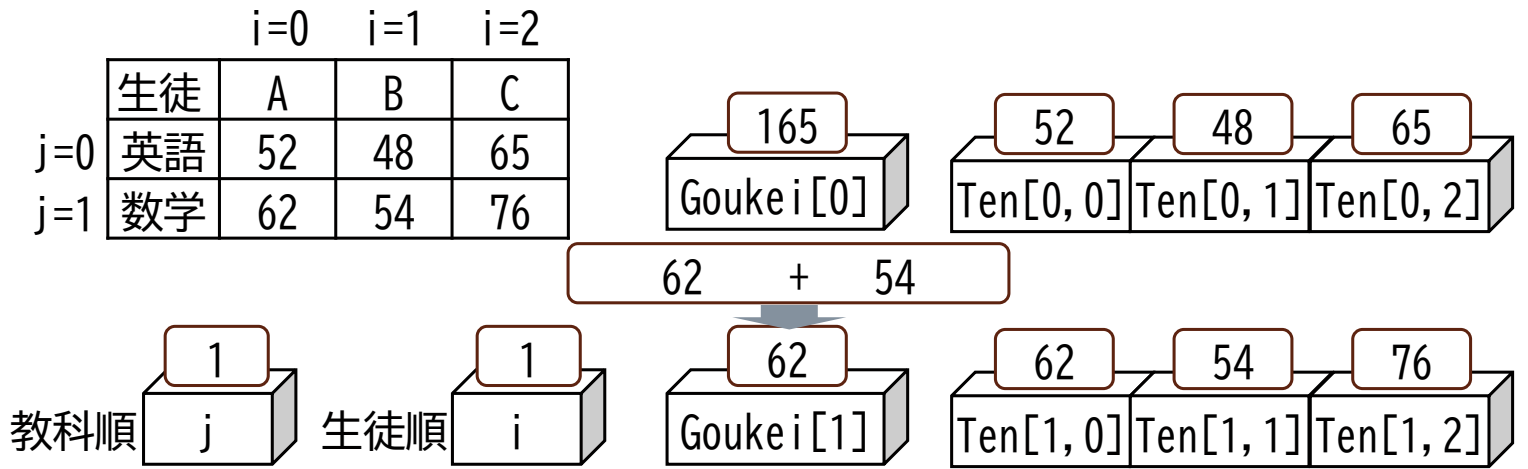 i=0 i=1 i=2
生徒 A B C
j=0 英語 52 48 65
j=1 数学 62 54 76
165 52 48 65
Goukei[0] Ten[0,0] Ten[0,1] Ten[0,2]
62 + 54
1 1 62 62 54 76
教科順 j 生徒順 i Goukei[1] Ten[1,0] Ten[1,1] Ten[1,2]